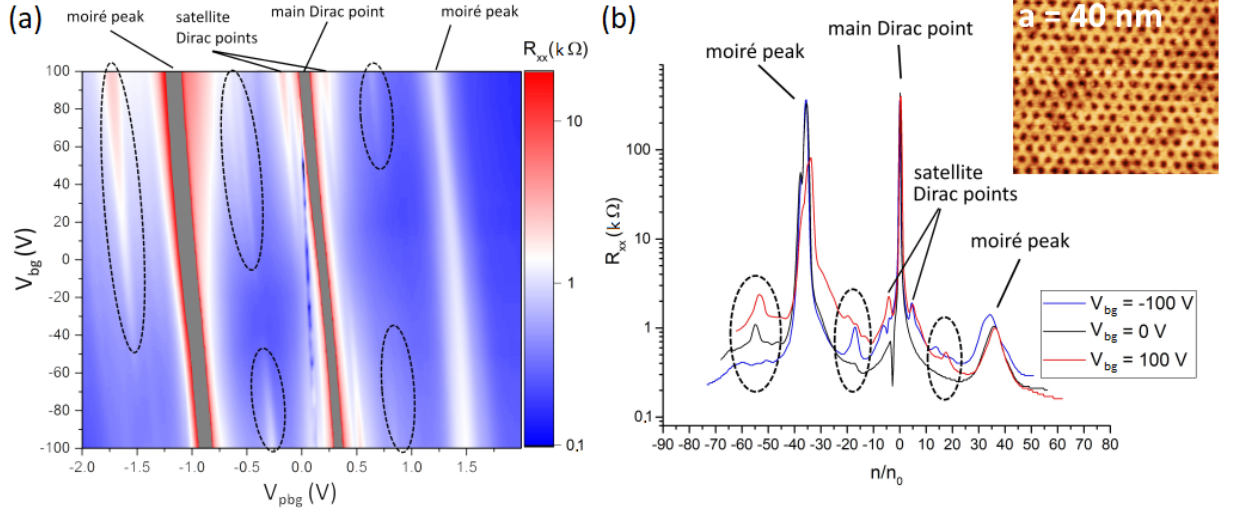 (a)
moiré peak
satellite
Dirac points
main Dirac point
moiré peak
Rxx(k Ω)
10
1
0.1
100
80
60
40
20
0
-20
-40
-60
-80
-100
Vbg (V)
-2.0
-1.5
-1.0
-0.5
0.0
0.5
1.0
1.5
Vpbg (V)
(b)
main Dirac point
moiré peak
a = 40 nm
satellite
Dirac points
moiré peak
100
10
1
0,1
Rxx (k Ω)
Vbg = -100 V
Vbg = 0 V
Vbg = 100 V
-90 -80 -70 -60 -50 -40 -30 -20 -10 0 10 20 30 40 50 60 70 80
n/n0